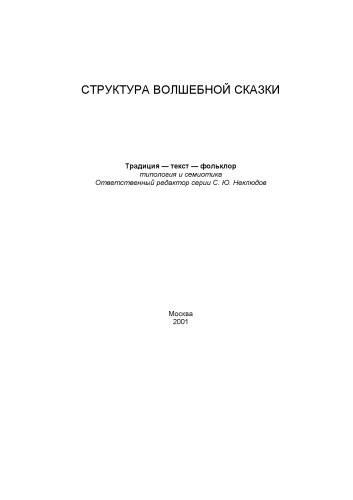 СТРУКТУРА ВОЛШЕБНОЙ СКАЗКИ
Традиция — текст — фольклор
типология и семиотика
Ответственный редактор серии С. Ю. Неклюдов
Москва
2001